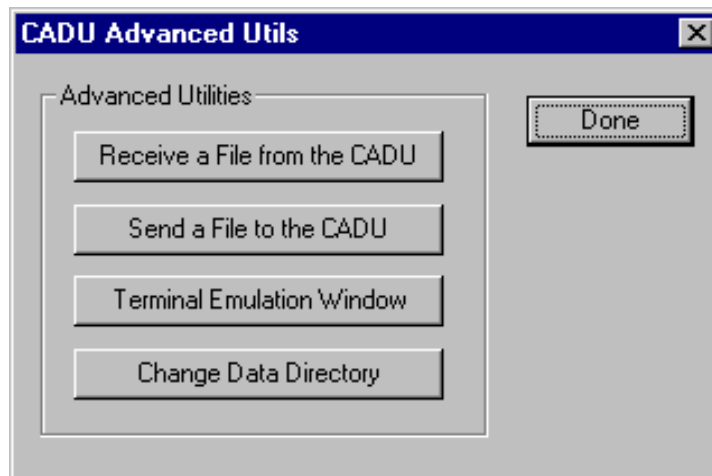 CADU Advanced Utils
Advanced Utilities
Done
Receive a File from the CADU
Send a File to the CADU
Terminal Emulation Window
Change Data Directory